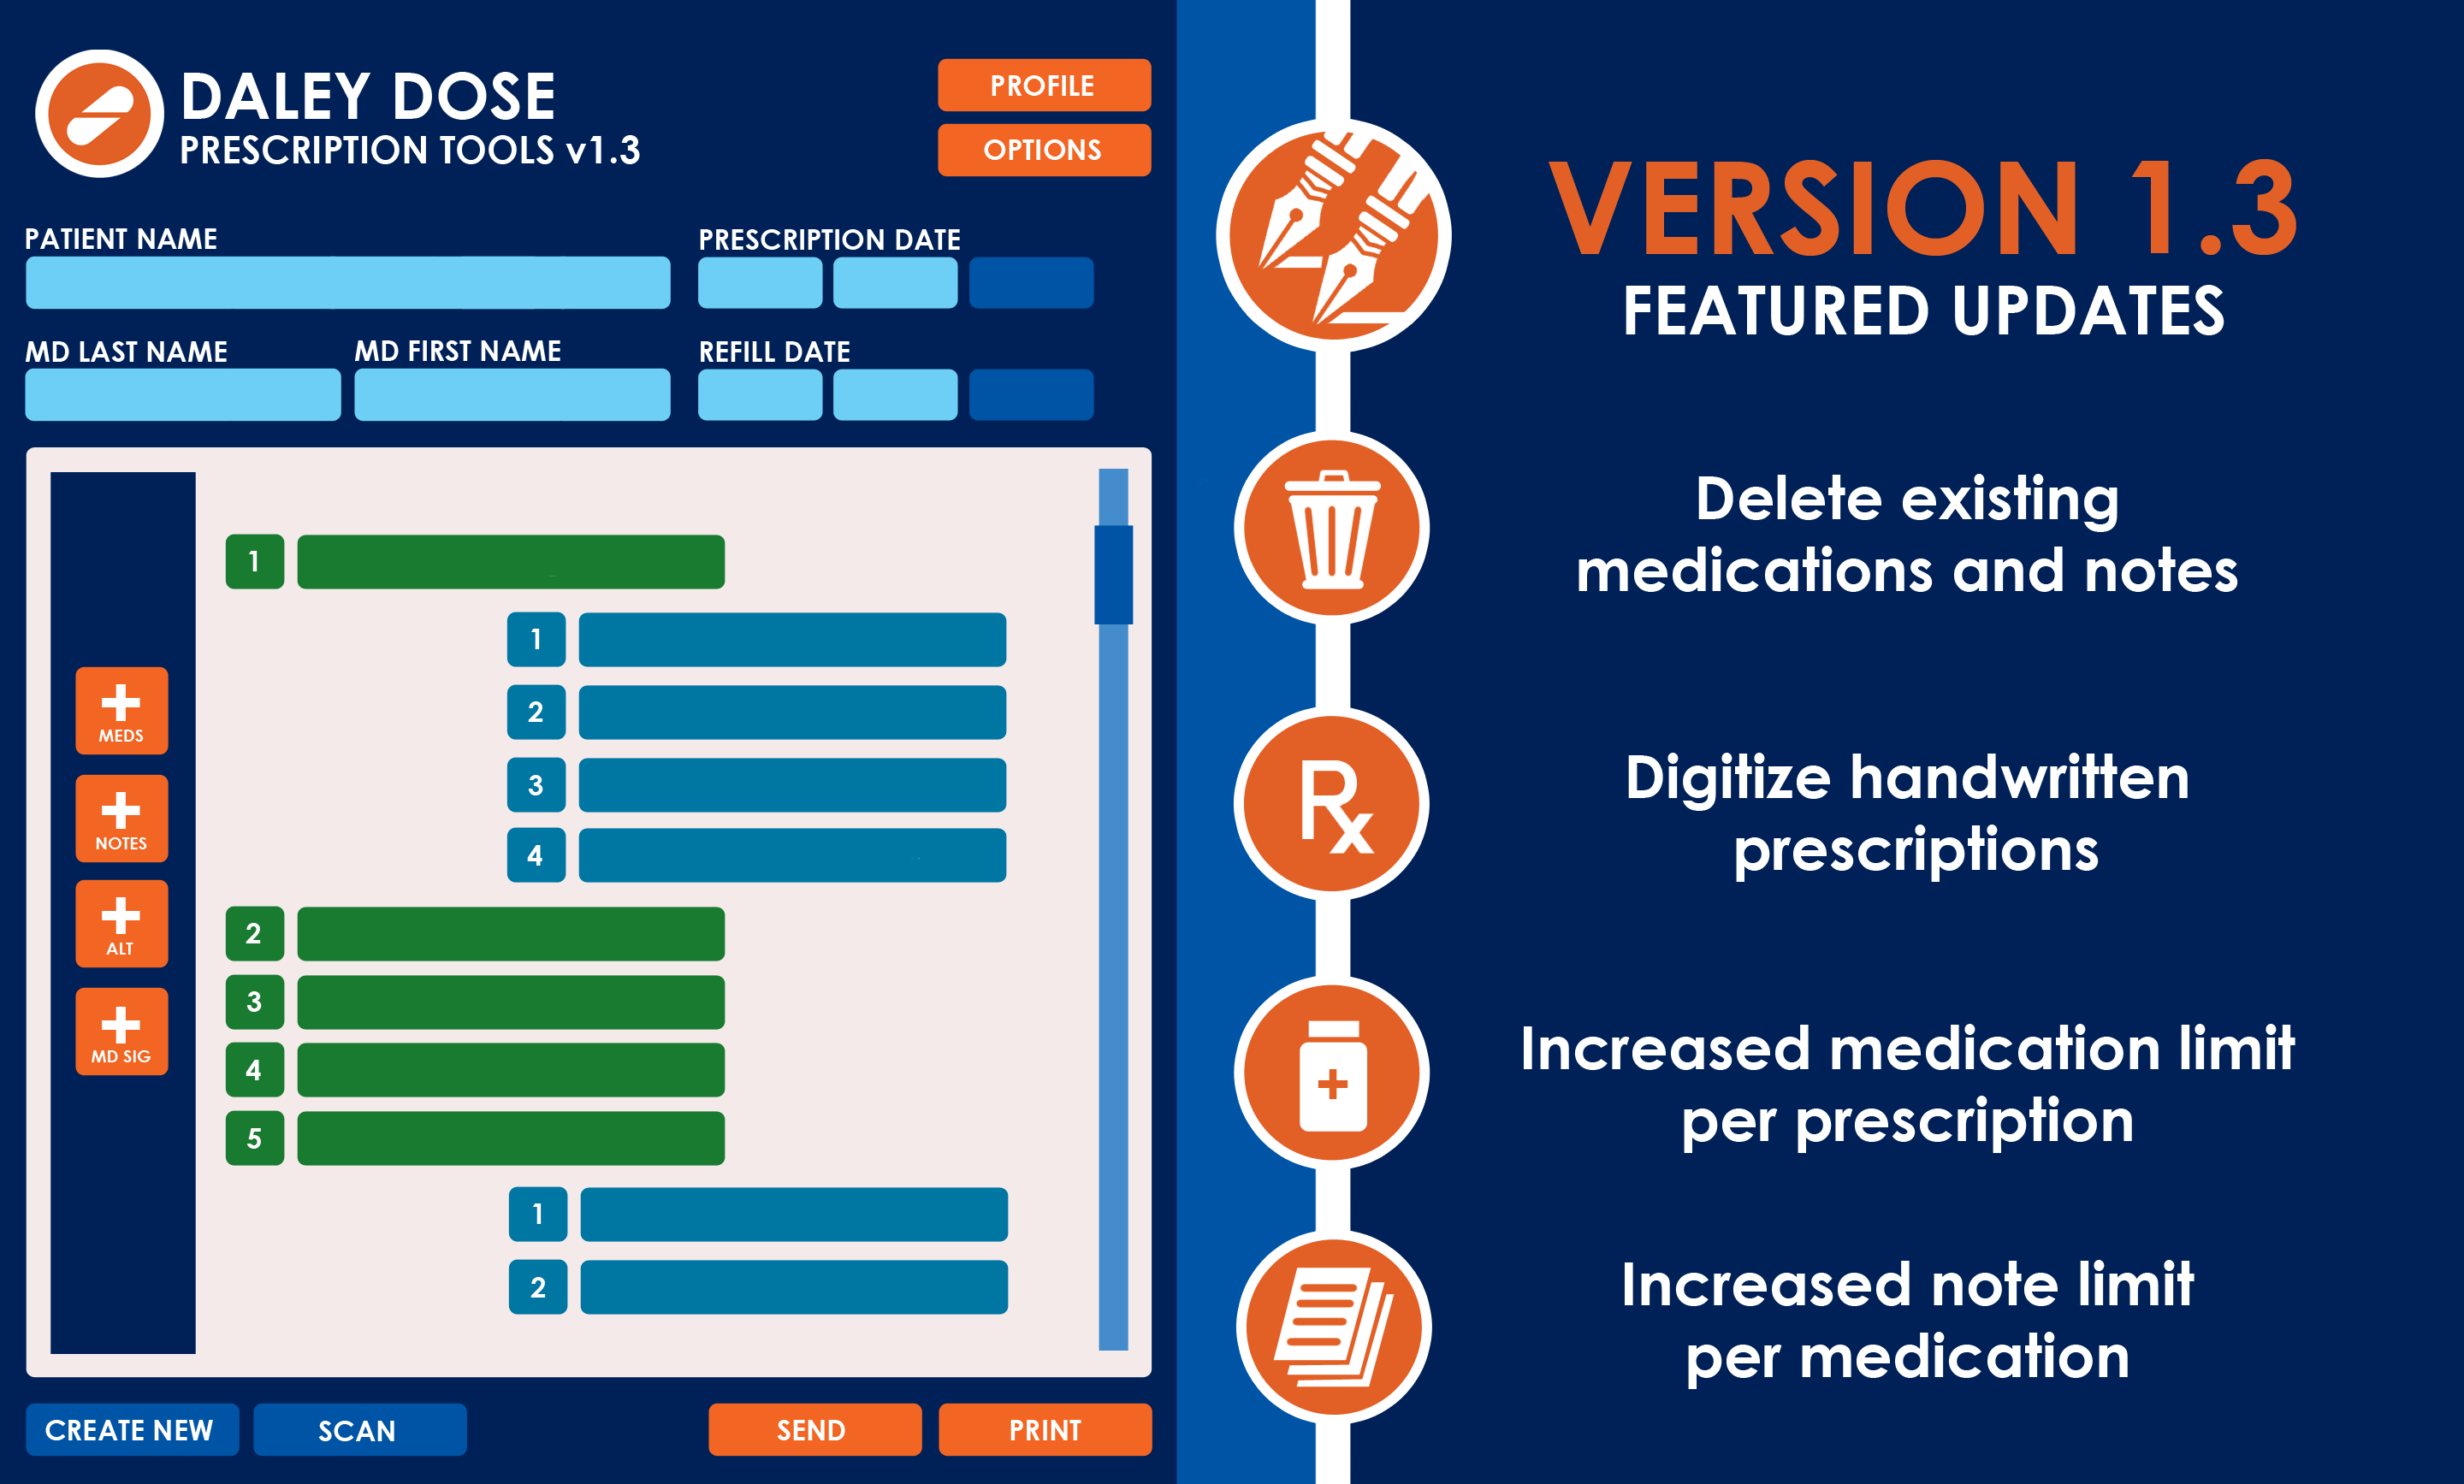 DALEY DOSE
PRESCRIPTION TOOLS v1.3
PROFILE
OPTIONS
PATIENT NAME
PRESCRIPTION DATE
MD LAST NAME
MD FIRST NAME
REFILL DATE
1
1
2
3
4
2
3
4
5
1
2
MEDS
NOTES
ALT
MD SIG
CREATE NEW
SCAN
SEND
PRINT
VERSION 1.3
FEATURED UPDATES
Delete existing
medications and notes
Rx
Digitize handwritten
prescriptions
Increased medication limit
per prescription
Increased note limit
per medication